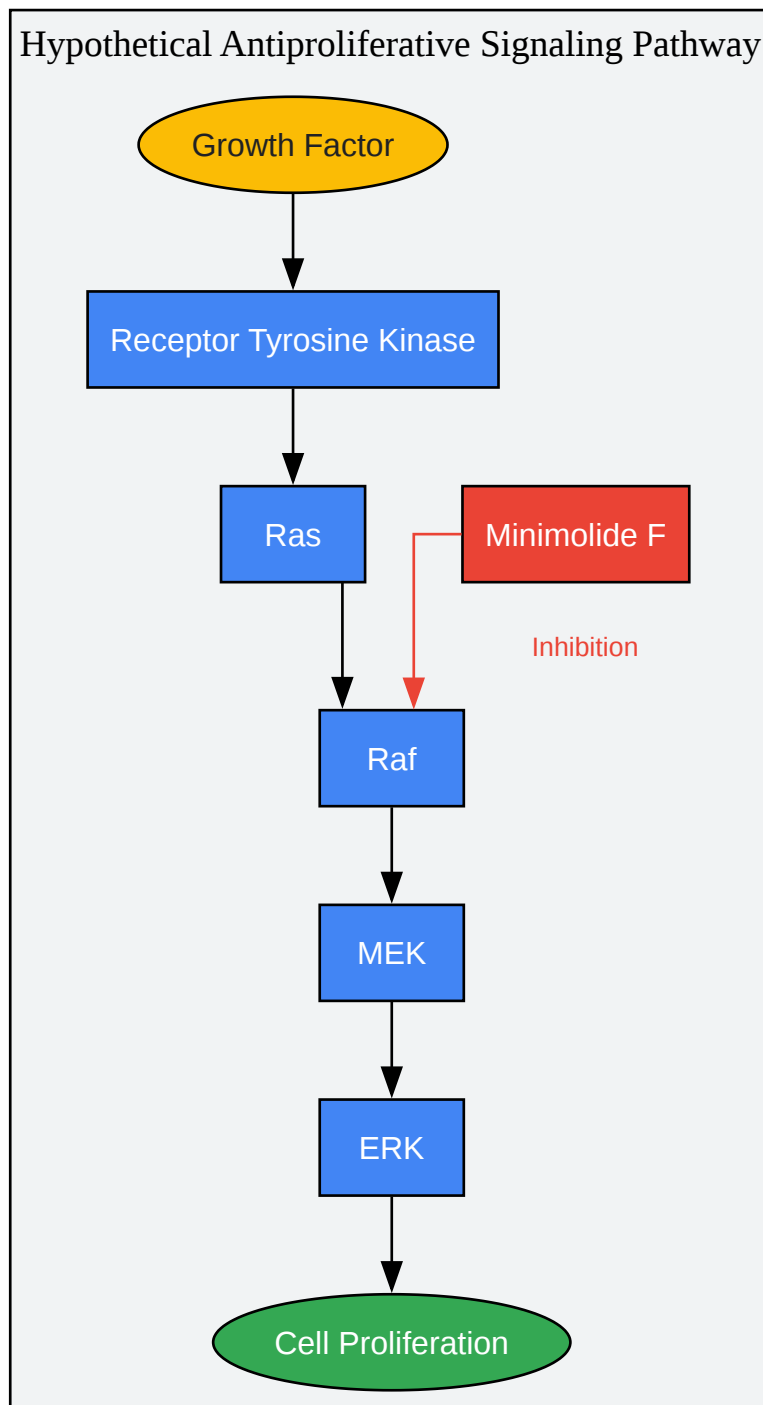 Hypothetical Antiproliferative Signaling Pathway
Growth Factor
Receptor Tyrosine Kinase
Ras
Minimolide F
Inhibition
Raf
MEK
ERK
Cell Proliferation